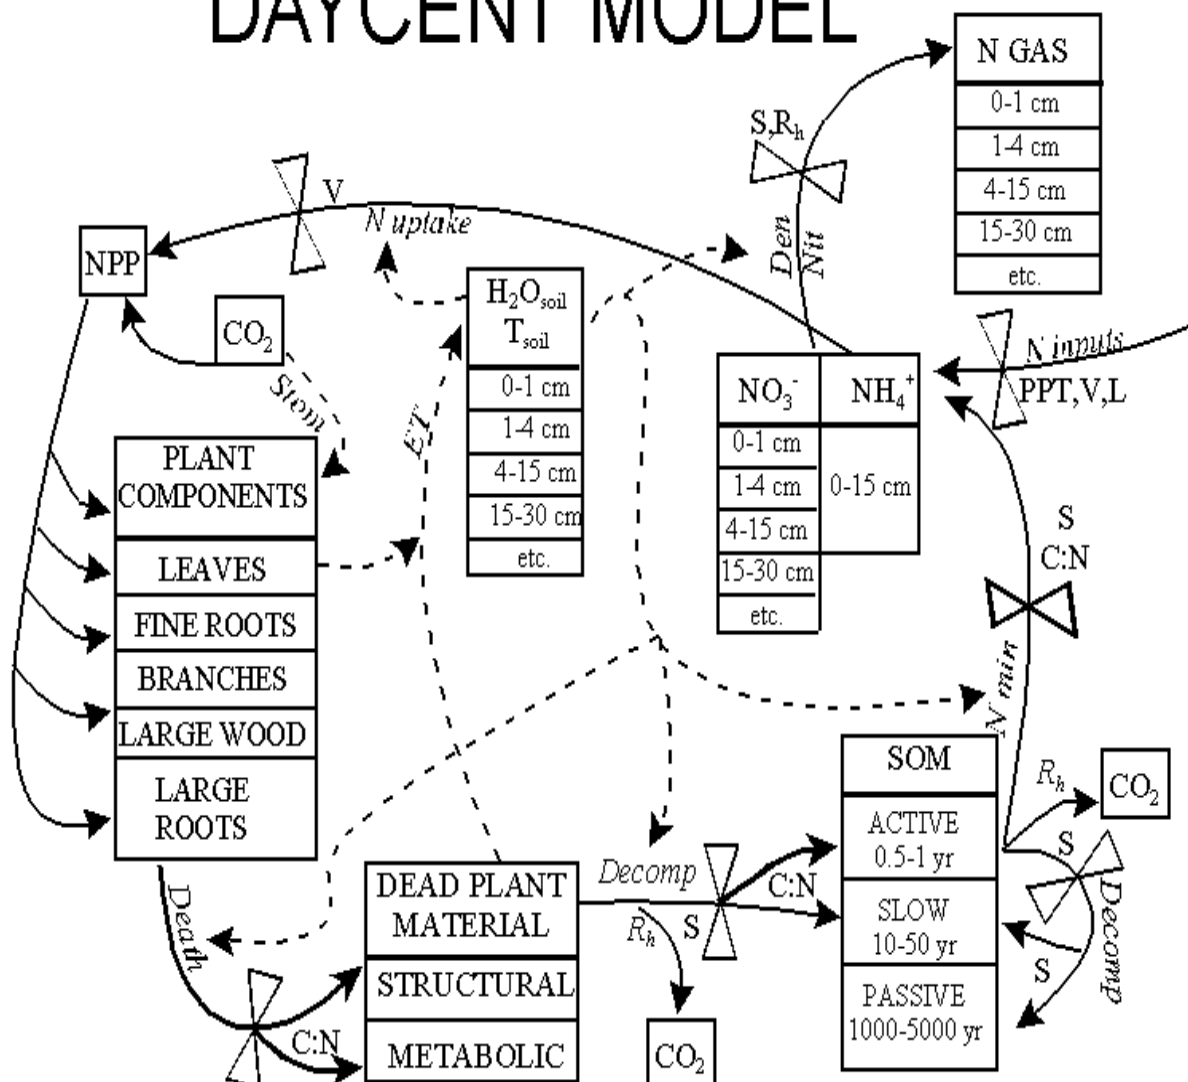 DAYCENT MODEL
N GAS
0-1 cm
1-4 cm
4-15 cm
15-30 cm
etc.
S,Rh
Den
Nit
V
N uptake
NPP
CO2
Stom
H2Osoil
Tsoil
0-1 cm
1-4 cm
4-15 cm
15-30 cm
etc.
ET
NO3-
0-1 cm
1-4 cm
4-15 cm
15-30 cm
etc.
NH4+
0-15 cm
N inputs
PPT,V,L
S
C:N
N min
PLANT
COMPONENTS
LEAVES
FINE ROOTS
BRANCHES
LARGE WOOD
LARGE
ROOTS
Death
C:N
DEAD PLANT
MATERIAL
STRUCTURAL
METABOLIC
Decomp
Rh
S
C:N
CO2
SOM
ACTIVE
0.5-1 yr
SLOW
10-50 yr
PASSIVE
1000-5000 yr
Rh
CO2
S
Decomp
S